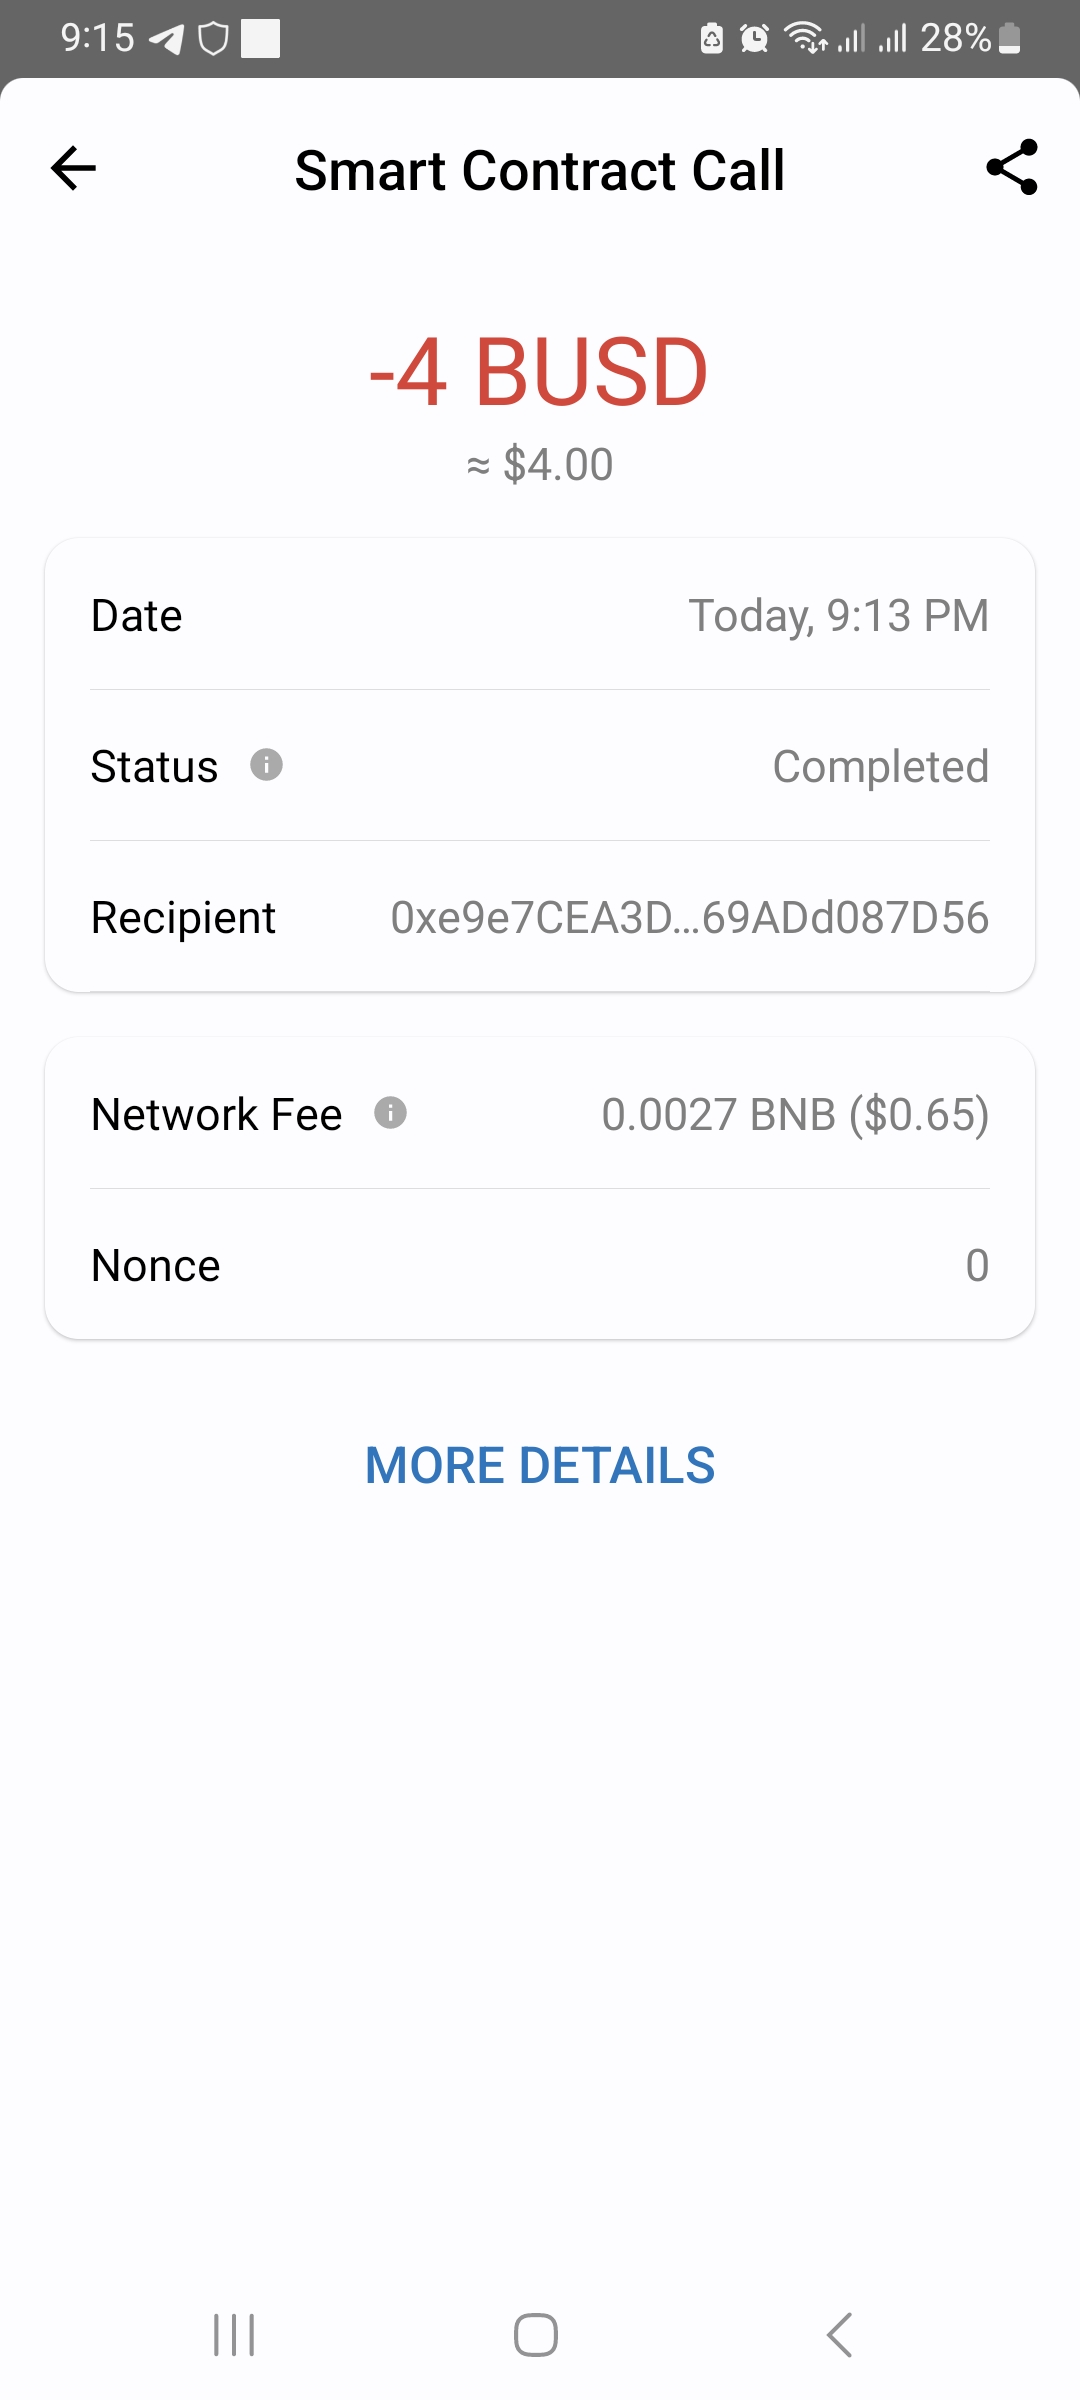 9:15
28%
Smart Contract Call
-4 BUSD
≈ $4.00
Date Today, 9:13 PM
Status Completed
Recipient 0xe9e7CEA3D...69ADd087D56
Network Fee 0.0027 BNB ($0.65)
Nonce 0
MORE DETAILS